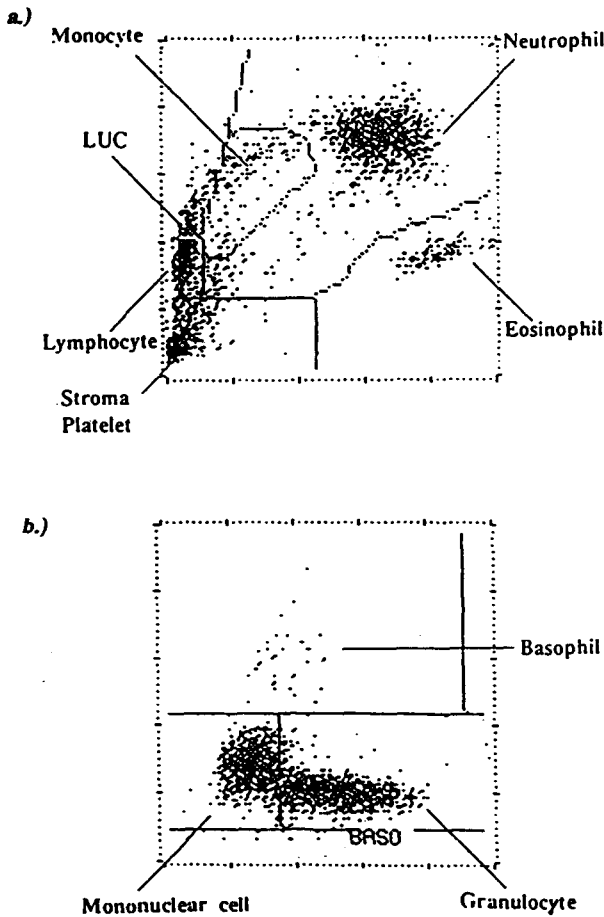 a.)
Monocyte
Neutrophil
LUC
Lymphocyte
Eosinophil
Stroma
Platelet
b.)
Basophil
BASO
Mononuclear cell
Granulocyte